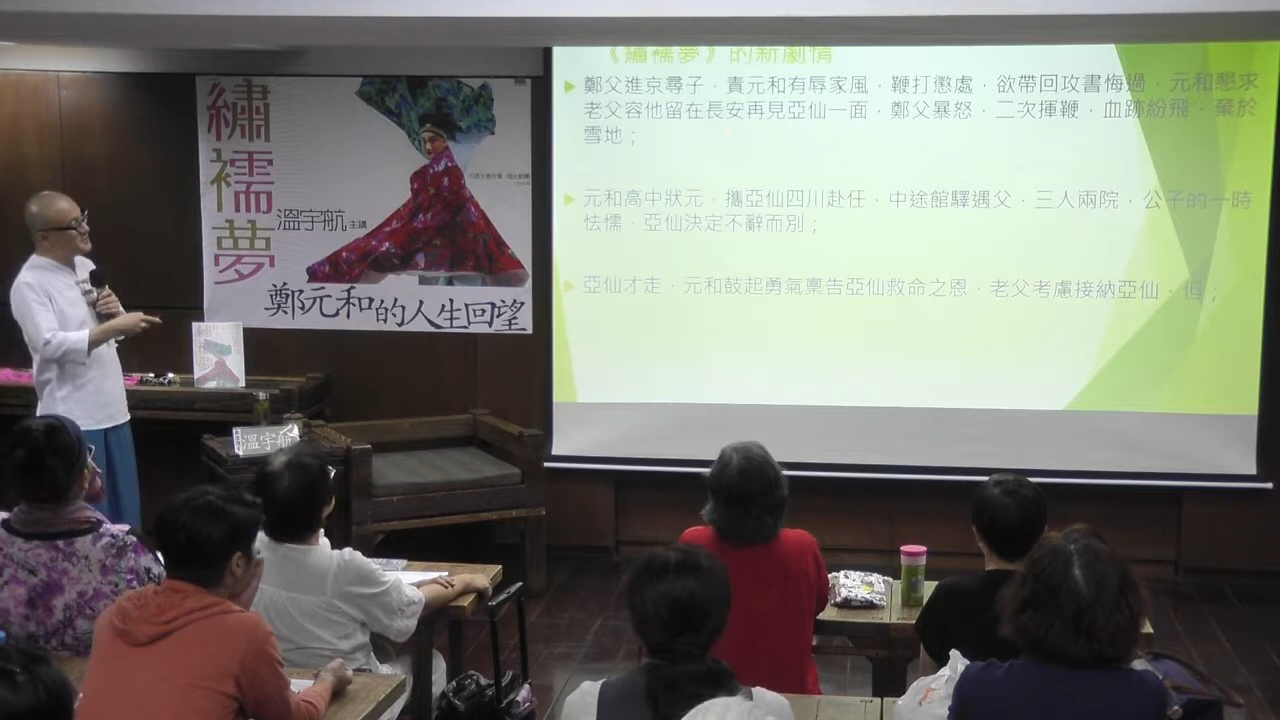 繡襦夢
溫宇航 主講
鄭元和的人生回望
繡襦夢
溫宇航
《繡襦夢》的新劇情
鄭父進京尋子，責元和有辱家風，鞭打懲處，欲帶回攻書悔過，元和懇求
老父容他留在長安再見亞仙一面，鄭父暴怒，二次揮鞭，血跡紛飛，棄於
雪地；
元和高中狀元，攜亞仙四川赴任，中途館驛遇父，三人兩院，公子的一時
怯懦，亞仙決定不辭而別；
亞仙才走，元和鼓起勇氣稟告亞仙救命之恩，老父考慮接納亞仙，但；